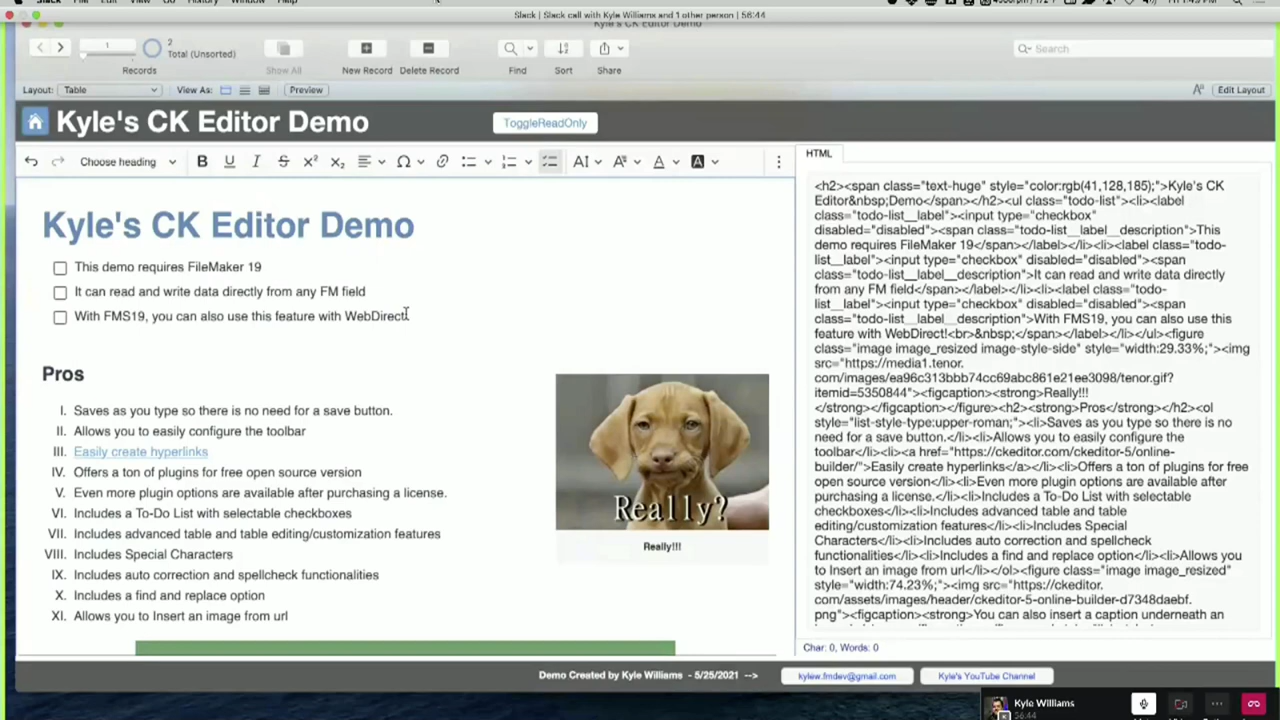 Slack File Edit View Go History Window Help
Slack | Slack call with Kyle Williams and 1 other person | 56:44
Kyle's CK Editor Demo
1
2
Total (Unsorted)
Search
Records
Show All
New Record
Delete Record
Find
Sort
Share
Layout: Table
View As:
Preview
Edit Layout
Kyle's CK Editor Demo
ToggleReadOnly
Choose heading
HTML
Kyle's CK Editor Demo
This demo requires FileMaker 19
It can read and write data directly from any FM field
With FMS19, you can also use this feature with WebDirect!
Pros
I. Saves as you type so there is no need for a save button.
II. Allows you to easily configure the toolbar
III. Easily create hyperlinks
IV. Offers a ton of plugins for free open source version
V. Even more plugin options are available after purchasing a license.
VI. Includes a To-Do List with selectable checkboxes
VII. Includes advanced table and table editing/customization features
VIII. Includes Special Characters
IX. Includes auto correction and spellcheck functionalities
X. Includes a find and replace option
XI. Allows you to Insert an image from url
Really?
Really!!!
<h2><span class="text-huge" style="color:rgb(41,128,185);">Kyle's CK
Editor&nbsp;Demo</span></h2><ul class="todo-list"><li><label
class="todo-list__label"><input type="checkbox"
disabled="disabled"><span class="todo-list__label__description">This
demo requires FileMaker 19</span></label></li><li><label class="todo-
list__label"><input type="checkbox" disabled="disabled"><span
class="todo-list__label__description">It can read and write data directly
from any FM field</span></label></li><li><label class="todo-
list__label"><input type="checkbox" disabled="disabled"><span
class="todo-list__label__description">With FMS19, you can also use this
feature with WebDirect!<br>&nbsp;</span></label></li></ul><figure
class="image image_resized image-style-side" style="width:29.33%;"><img
src="https://media1.tenor.
com/images/ea96c313bbb74cc69abc861e21ee3098/tenor.gif?
itemid=5350844"><figcaption><strong>Really!!!
</strong></figcaption></figure><h2><strong>Pros</strong></h2><ol
style="list-style-type:upper-roman;"><li>Saves as you type so there is no
need for a save button.</li><li>Allows you to easily configure the
toolbar</li><li><a href="https://ckeditor.com/ckeditor-5/online-
builder/">Easily create hyperlinks</a></li><li>Offers a ton of plugins for free
open source version</li><li>Even more plugin options are available after
purchasing a license.</li><li>Includes a To-Do List with selectable
checkboxes</li><li>Includes advanced table and table
editing/customization features</li><li>Includes Special
Characters</li><li>Includes auto correction and spellcheck
functionalities</li><li>Includes a find and replace option</li><li>Allows you
to Insert an image from url</li></ol><figure class="image image_resized"
style="width:74.23%;"><img src="https://ckeditor.
com/assets/images/header/ckeditor-5-online-builder-d7348daebf.
png"><figcaption><strong>You can also insert a caption underneath an
Char: 0, Words: 0
Demo Created by Kyle Williams - 5/25/2021 -->
kylew.fmdev@gmail.com
Kyle's YouTube Channel
Kyle Williams
56:44